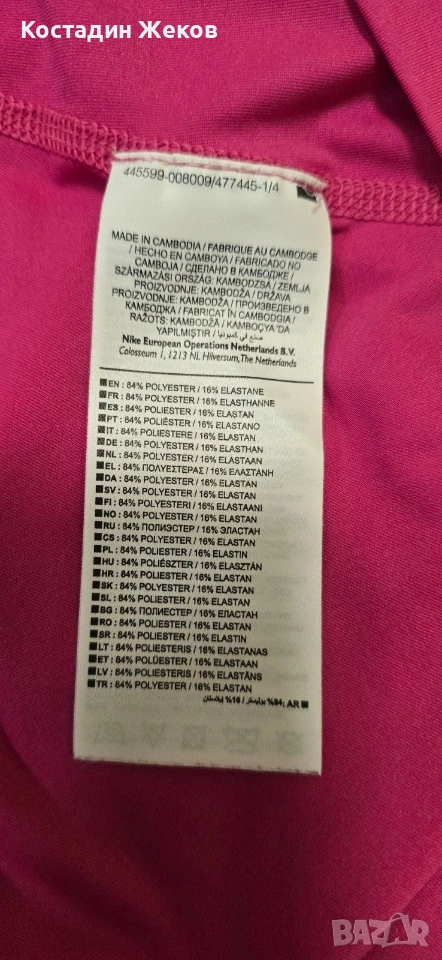 Костадин Жеков
445599-008009/477445-1/4
MADE IN CAMBODIA / FABRIQUE AU CAMBODGE
/ HECHO EN CAMBOYA / FABRICADO NO
CAMBOJA / СДЕЛАНО В КАМБОДЖЕ /
SZÁRMAZÁSI ORSZÁG: KAMBODZSA / ZEMLJA
PROIZVODNJE: KAMBODŽA / DRŽAVA
PROIZVODNJE: KAMBODŽA / ПРОИЗВЕДЕНО В
КАМБОДЖА / FABRICAT ÎN CAMBODGIA /
RAŽOTS: KAMBODŽĀ / KAMBOÇYA'DA
YAPILMIŞTIR / صنع في كمبوديا
Nike European Operations Netherlands B.V.
Colosseum 1, 1213 NL Hilversum, The Netherlands
EN : 84% POLYESTER / 16% ELASTANE
FR : 84% POLYESTER / 16% ELASTHANNE
ES : 84% POLIÉSTER / 16% ELASTAN
PT : 84% POLIÉSTER / 16% ELASTANO
IT : 84% POLIESTERE / 16% ELASTAN
DE : 84% POLYESTER / 16% ELASTHAN
NL : 84% POLYESTER / 16% ELASTAAN
EL : 84% ΠΟΛΥΕΣΤΕΡΑΣ / 16% ΕΛΑΣΤΑΝΗ
DA : 84% POLYESTER / 16% ELASTAN
SV : 84% POLYESTER / 16% ELASTAN
FI : 84% POLYESTERI / 16% ELASTAANI
NO : 84% POLYESTER / 16% ELASTAN
RU : 84% ПОЛИЭСТЕР / 16% ЭЛАСТАН
CS : 84% POLYESTER / 16% ELASTAN
PL : 84% POLIESTER / 16% ELASTIN
HU : 84% POLIÉSZTER / 16% ELASZTÁN
HR : 84% POLIESTER / 16% ELASTAN
SK : 84% POLYESTER / 16% ELASTAN
SL : 84% POLIESTER / 16% ELASTAN
BG : 84% ПОЛИЕСТЕР / 16% ЕЛАСТАН
RO : 84% POLIESTER / 16% ELASTAN
SR : 84% POLIESTER / 16% ELASTIN
LT : 84% POLIESTERIS / 16% ELASTANAS
ET : 84% POLÜESTER / 16% ELASTAAN
LV : 84% POLIESTERIS / 16% ELASTĀNS
TR : 84% POLYESTER / 16% ELASTAN
AR : 84% بوليستر / 16% إيلاستان
BAZAR